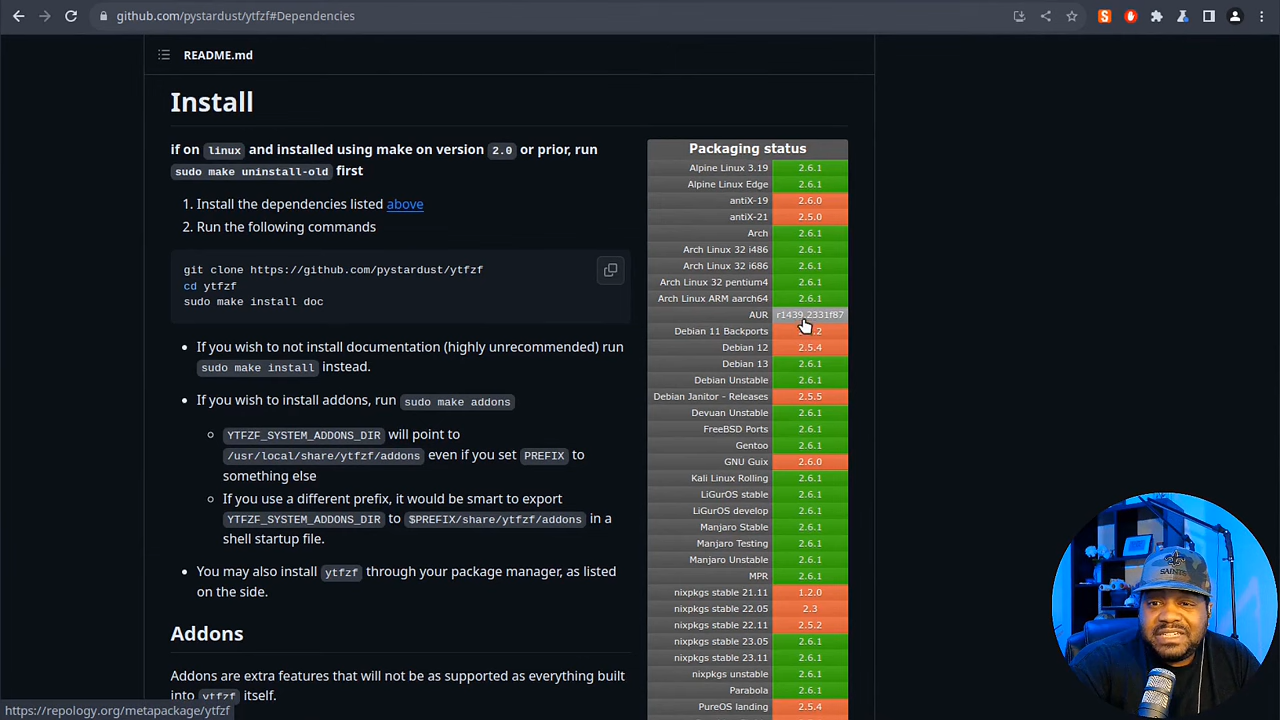 github.com/pystardust/ytfzf#Dependencies
README.md
Install
if on linux and installed using make on version 2.0 or prior, run
sudo make uninstall-old first
1. Install the dependencies listed above
2. Run the following commands
git clone https://github.com/pystardust/ytfzf
cd ytfzf
sudo make install doc
If you wish to not install documentation (highly unrecommended) run
sudo make install instead.
If you wish to install addons, run sudo make addons
YTFZF_SYSTEM_ADDONS_DIR will point to
/usr/local/share/ytfzf/addons even if you set PREFIX to
something else
If you use a different prefix, it would be smart to export
YTFZF_SYSTEM_ADDONS_DIR to $PREFIX/share/ytfzf/addons in a
shell startup file.
You may also install ytfzf through your package manager, as listed
on the side.
Addons
Addons are extra features that will not be as supported as everything built
into ytfzf itself.
Packaging status
Alpine Linux 3.19 2.6.1
Alpine Linux Edge 2.6.1
antiX-19 2.6.0
antiX-21 2.5.0
Arch 2.6.1
Arch Linux 32 i486 2.6.1
Arch Linux 32 i686 2.6.1
Arch Linux 32 pentium4 2.6.1
Arch Linux ARM aarch64 2.6.1
AUR r1439.2331f87
Debian 11 Backports .2
Debian 12 2.5.4
Debian 13 2.6.1
Debian Unstable 2.6.1
Debian Janitor - Releases 2.5.5
Devuan Unstable 2.6.1
FreeBSD Ports 2.6.1
Gentoo 2.6.1
GNU Guix 2.6.0
Kali Linux Rolling 2.6.1
LiGurOS stable 2.6.1
LiGurOS develop 2.6.1
Manjaro Stable 2.6.1
Manjaro Testing 2.6.1
Manjaro Unstable 2.6.1
MPR 2.6.1
nixpkgs stable 21.11 1.2.0
nixpkgs stable 22.05 2.3
nixpkgs stable 22.11 2.5.2
nixpkgs stable 23.05 2.6.1
nixpkgs stable 23.11 2.6.1
nixpkgs unstable 2.6.1
Parabola 2.6.1
PureOS landing 2.5.4
SAINTS
https://repology.org/metapackage/ytfzf